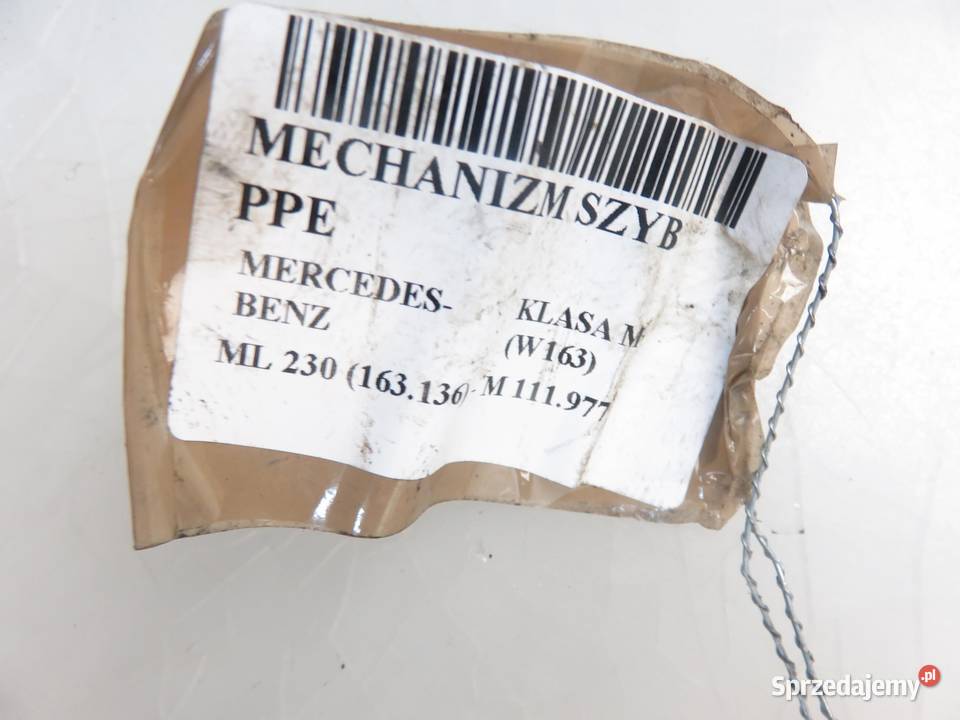 MECHANIZM SZYB
PPE
MERCEDES-
BENZ
KLASA M
(W163)
ML 230 (163.136) - M 111.977
Sprzedajemy.pl